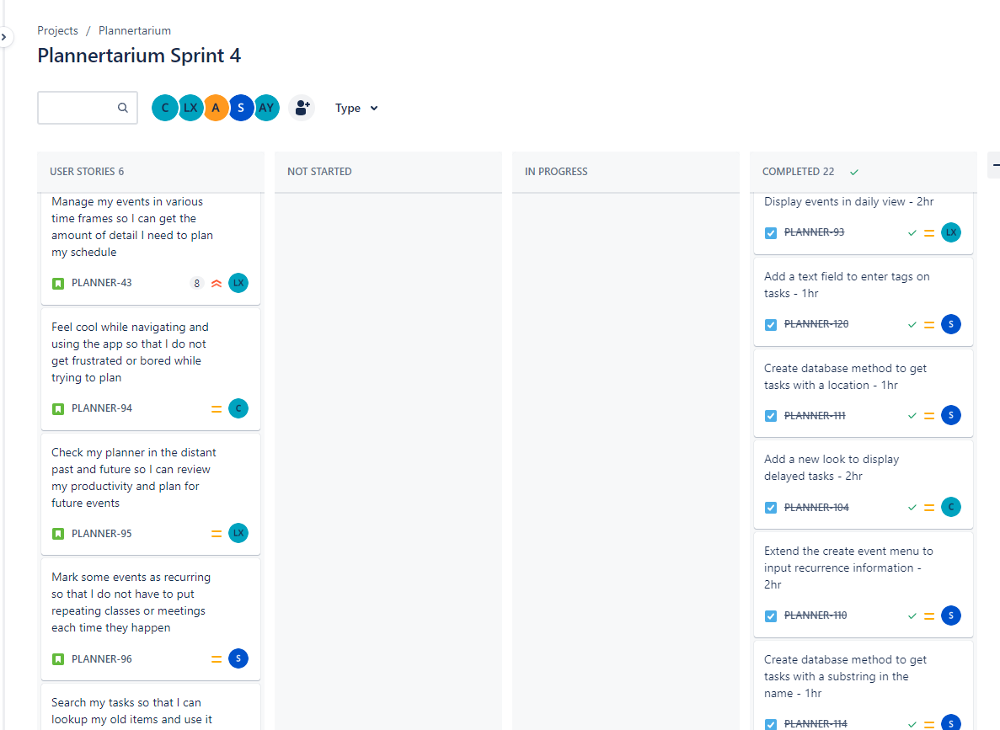 Projects / Plannertarium
Plannertarium Sprint 4
C LX A S AY Type
USER STORIES 6
Manage my events in various
time frames so I can get the
amount of detail I need to plan
my schedule
PLANNER-43 8 LX
Feel cool while navigating and
using the app so that I do not
get frustrated or bored while
trying to plan
PLANNER-94 C
Check my planner in the distant
past and future so I can review
my productivity and plan for
future events
PLANNER-95 LX
Mark some events as recurring
so that I do not have to put
repeating classes or meetings
each time they happen
PLANNER-96 S
Search my tasks so that I can
lookup my old items and use it
NOT STARTED
IN PROGRESS
COMPLETED 22
Display events in daily view - 2hr
PLANNER-93 LX
Add a text field to enter tags on
tasks - 1hr
PLANNER-120 S
Create database method to get
tasks with a location - 1hr
PLANNER-111 S
Add a new look to display
delayed tasks - 2hr
PLANNER-104 C
Extend the create event menu to
input recurrence information -
2hr
PLANNER-110 S
Create database method to get
tasks with a substring in the
name - 1hr
PLANNER-114 S